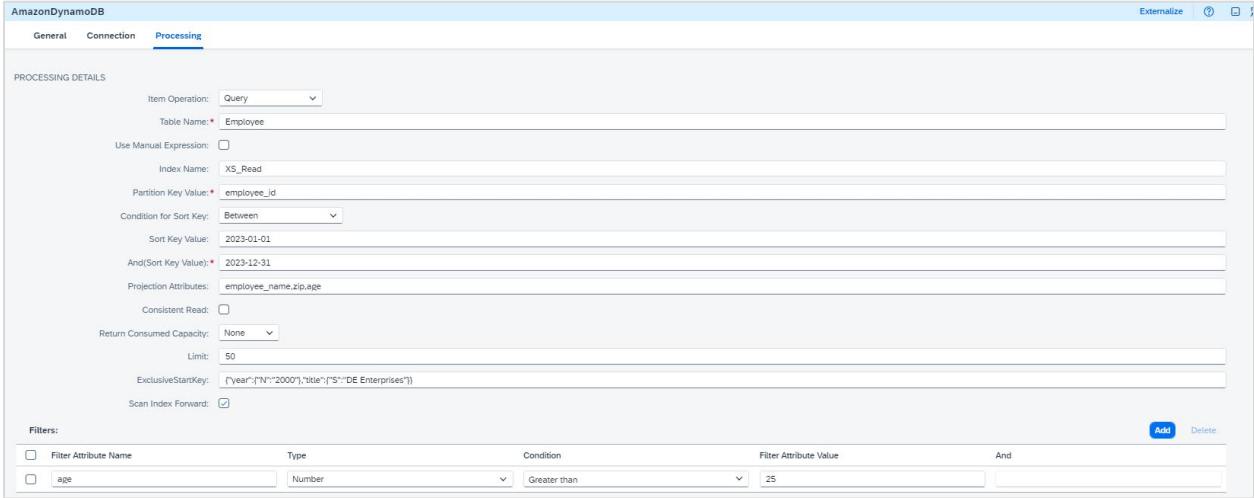 AmazonDynamoDB Externalize
General Connection Processing
PROCESSING DETAILS
Item Operation: Query
Table Name:* Employee
Use Manual Expression:
Index Name: XS_Read
Partition Key Value:* employee_id
Condition for Sort Key: Between
Sort Key Value: 2023-01-01
And(Sort Key Value):* 2023-12-31
Projection Attributes: employee_name,zip,age
Consistent Read:
Return Consumed Capacity: None
Limit: 50
ExclusiveStartKey: {"year":{"N":"2000"},"title":{"S":"DE Enterprises"}}
Scan Index Forward:
Filters: Add Delete
Filter Attribute Name Type Condition Filter Attribute Value And
age Number Greater than 25